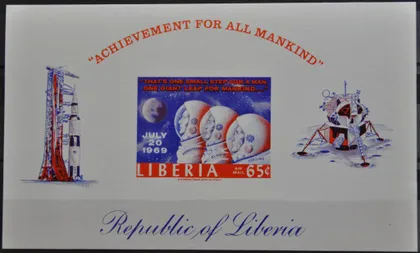 "ACHIEVEMENT FOR ALL MANKIND"
"THAT'S ONE SMALL STEP FOR A MAN
ONE GIANT LEAP FOR MANKIND"
JULY
20
1969
LIBERIA
AIR
MAIL
65¢
Republic of Liberia